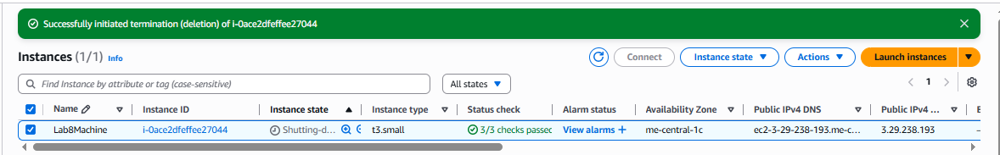 Successfully initiated termination (deletion) of i-0ace2dfeffee27044
Instances (1/1) Info
Connect Instance state Actions Launch instances
Find Instance by attribute or tag (case-sensitive) All states 1
Name Instance ID Instance state Instance type Status check Alarm status Availability Zone Public IPv4 DNS Public IPv4 ...
Lab8Machine i-0ace2dfeffee27044 Shutting-d... t3.small 3/3 checks passed View alarms + me-central-1c ec2-3-29-238-193.me-c... 3.29.238.193 –